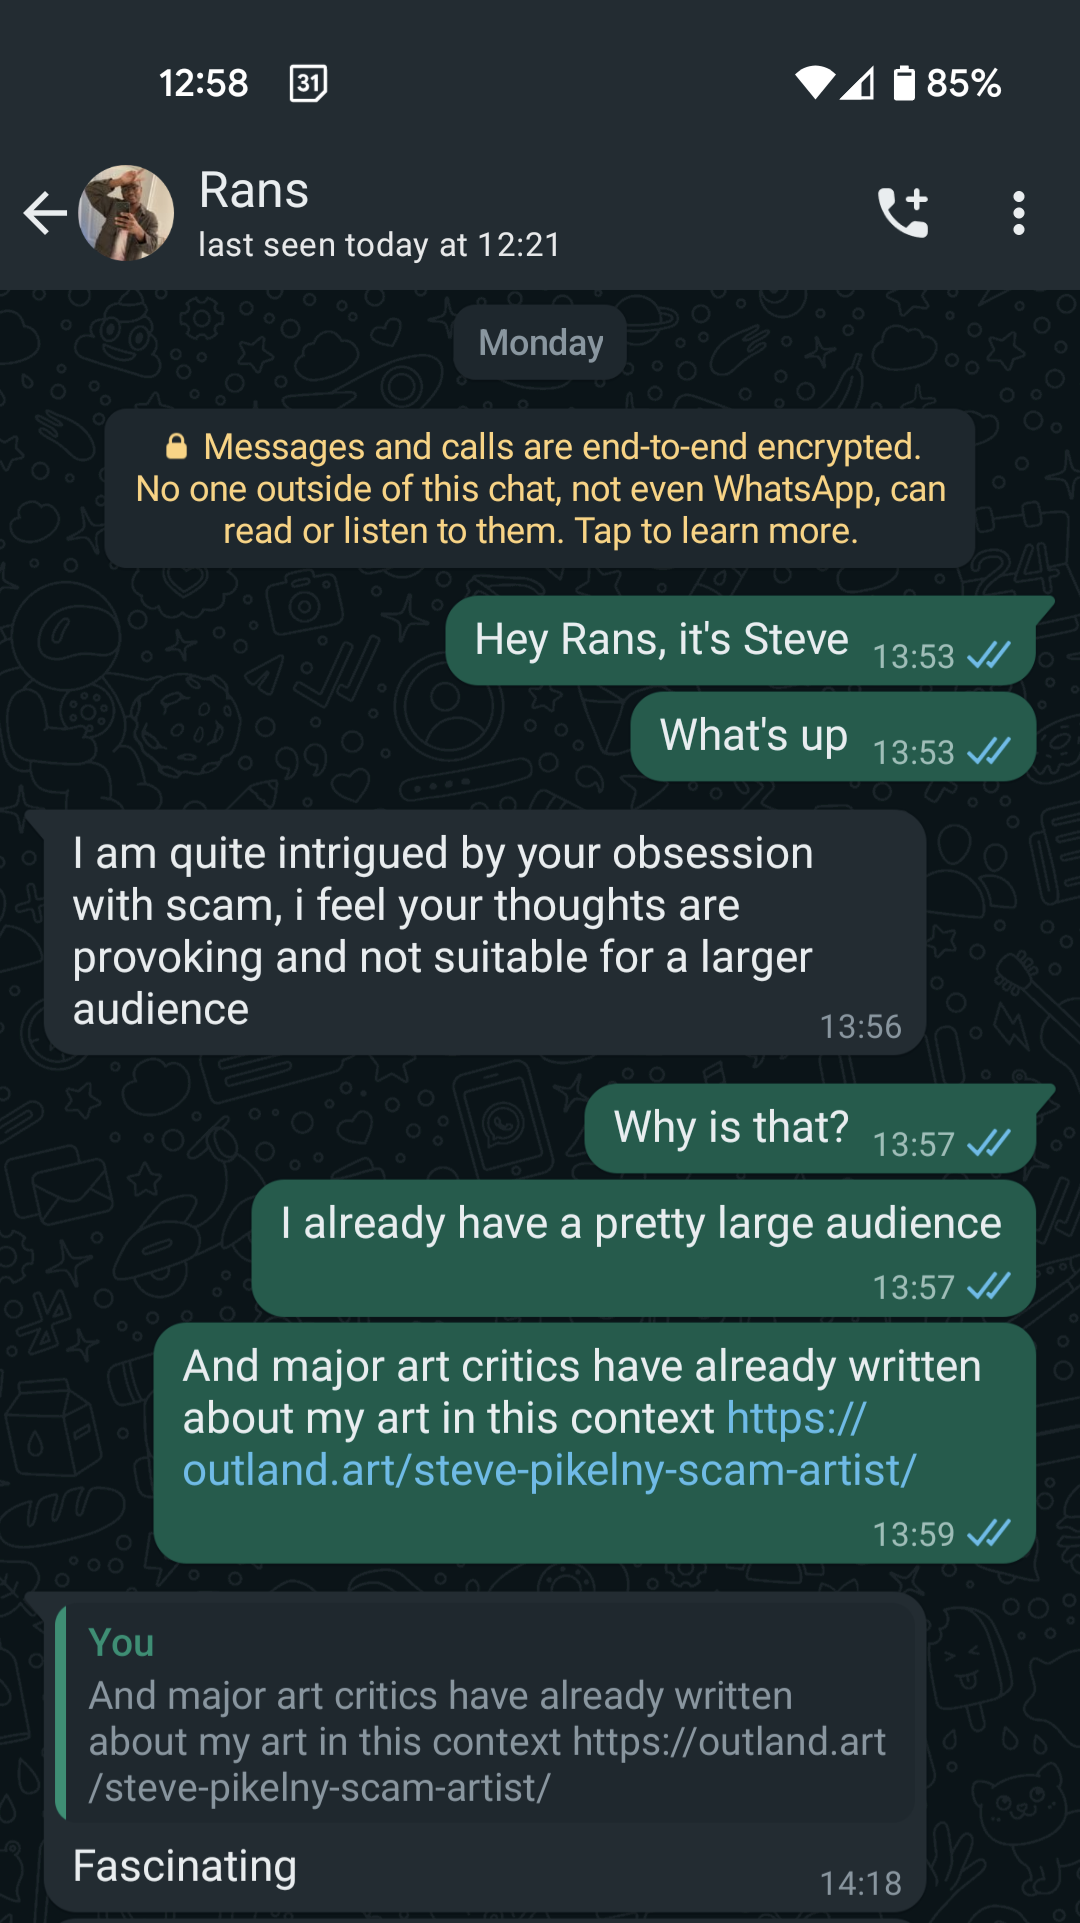 12:58 31 85%
Rans
last seen today at 12:21
Monday
Messages and calls are end-to-end encrypted.
No one outside of this chat, not even WhatsApp, can
read or listen to them. Tap to learn more.
Hey Rans, it's Steve 13:53
What's up 13:53
I am quite intrigued by your obsession
with scam, i feel your thoughts are
provoking and not suitable for a larger
audience
13:56
Why is that? 13:57
I already have a pretty large audience
13:57
And major art critics have already written
about my art in this context https://
outland.art/steve-pikelny-scam-artist/
13:59
You
And major art critics have already written
about my art in this context https://outland.art
/steve-pikelny-scam-artist/
Fascinating 14:18